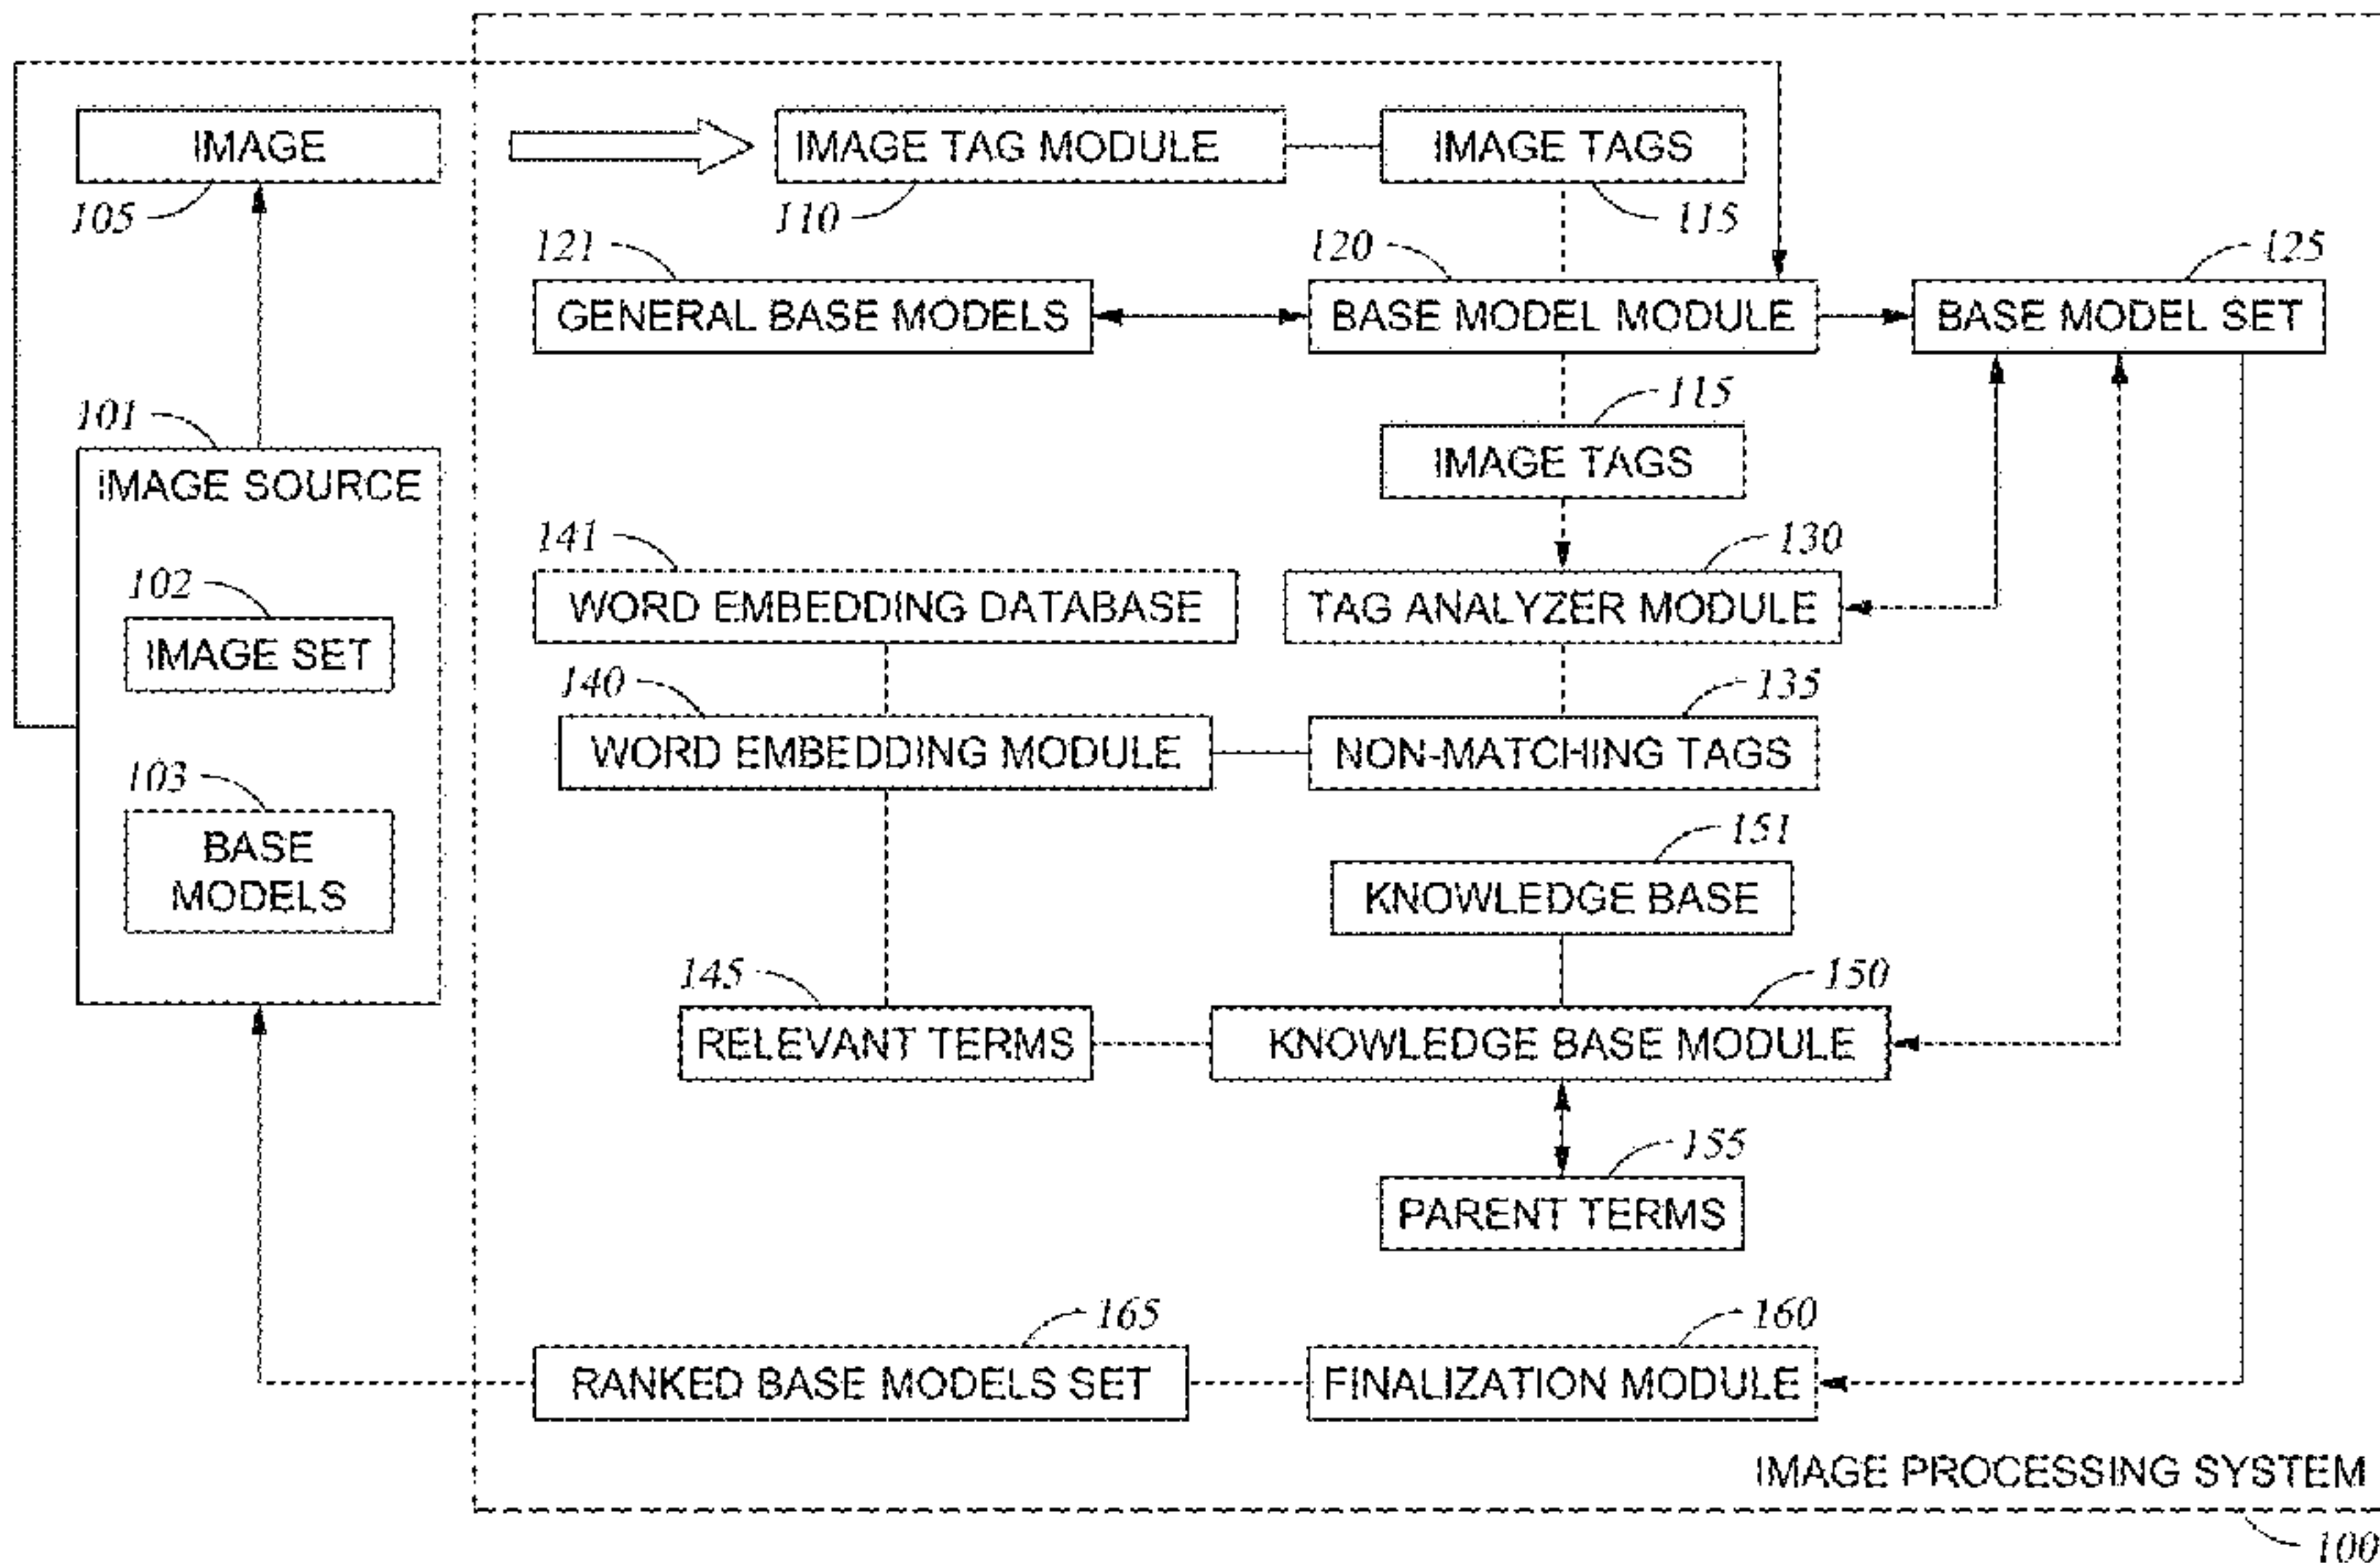 IMAGE
IMAGE TAG MODULE
IMAGE TAGS
105
110
115
121
120
125
GENERAL BASE MODELS
BASE MODEL MODULE
BASE MODEL SET
115
IMAGE TAGS
101
IMAGE SOURCE
102
IMAGE SET
103
BASE
MODELS
141
130
WORD EMBEDDING DATABASE
TAG ANALYZER MODULE
140
135
WORD EMBEDDING MODULE
NON-MATCHING TAGS
151
KNOWLEDGE BASE
145
150
RELEVANT TERMS
KNOWLEDGE BASE MODULE
155
PARENT TERMS
165
160
RANKED BASE MODELS SET
FINALIZATION MODULE
IMAGE PROCESSING SYSTEM
100